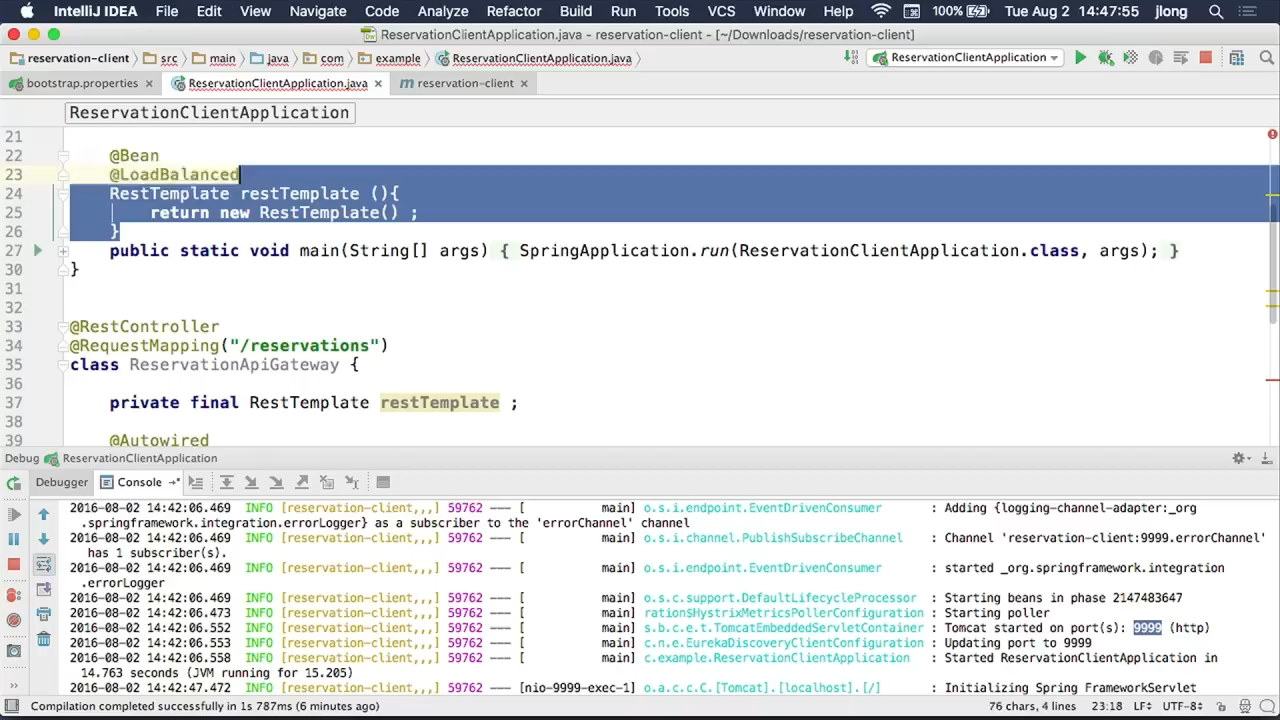 IntelliJ IDEA File Edit View Navigate Code Analyze Refactor Build Run Tools VCS Window Help 100% Tue Aug 2 14:47:55 jlong
ReservationClientApplication.java - reservation-client - [~/Downloads/reservation-client]
reservation-client src main java com example ReservationClientApplication.java ReservationClientApplication
bootstrap.properties ReservationClientApplication.java reservation-client
ReservationClientApplication
21
22 @Bean
23 @LoadBalanced
24 RestTemplate restTemplate (){
25 return new RestTemplate() ;
26 }
27 public static void main(String[] args) { SpringApplication.run(ReservationClientApplication.class, args); }
30 }
31
32
33 @RestController
34 @RequestMapping("/reservations")
35 class ReservationApiGateway {
36
37 private final RestTemplate restTemplate ;
38
39 @Autowired
Debug ReservationClientApplication
Debugger Console
2016-08-02 14:42:06.469 INFO [reservation-client,,,] 59762 --- [ main] o.s.i.endpoint.EventDrivenConsumer : Adding {logging-channel-adapter:_org
.springframework.integration.errorLogger} as a subscriber to the 'errorChannel' channel
2016-08-02 14:42:06.469 INFO [reservation-client,,,] 59762 --- [ main] o.s.i.channel.PublishSubscribeChannel : Channel 'reservation-client:9999.errorChannel'
has 1 subscriber(s).
2016-08-02 14:42:06.469 INFO [reservation-client,,,] 59762 --- [ main] o.s.i.endpoint.EventDrivenConsumer : started _org.springframework.integration
.errorLogger
2016-08-02 14:42:06.469 INFO [reservation-client,,,] 59762 --- [ main] o.s.c.support.DefaultLifecycleProcessor : Starting beans in phase 2147483647
2016-08-02 14:42:06.473 INFO [reservation-client,,,] 59762 --- [ main] ration$HystrixMetricsPollerConfiguration : Starting poller
2016-08-02 14:42:06.552 INFO [reservation-client,,,] 59762 --- [ main] s.b.c.e.t.TomcatEmbeddedServletContainer : Tomcat started on port(s): 9999 (http)
2016-08-02 14:42:06.552 INFO [reservation-client,,,] 59762 --- [ main] c.n.e.EurekaDiscoveryClientConfiguration : Updating port to 9999
2016-08-02 14:42:06.558 INFO [reservation-client,,,] 59762 --- [ main] c.example.ReservationClientApplication : Started ReservationClientApplication in
14.763 seconds (JVM running for 15.205)
2016-08-02 14:42:47.472 INFO [reservation-client,,,] 59762 --- [nio-9999-exec-1] o.a.c.c.C.[Tomcat].[localhost].[/] : Initializing Spring FrameworkServlet
Compilation completed successfully in 1s 787ms (6 minutes ago) 76 chars, 4 lines 23:18 LF÷ UTF-8÷